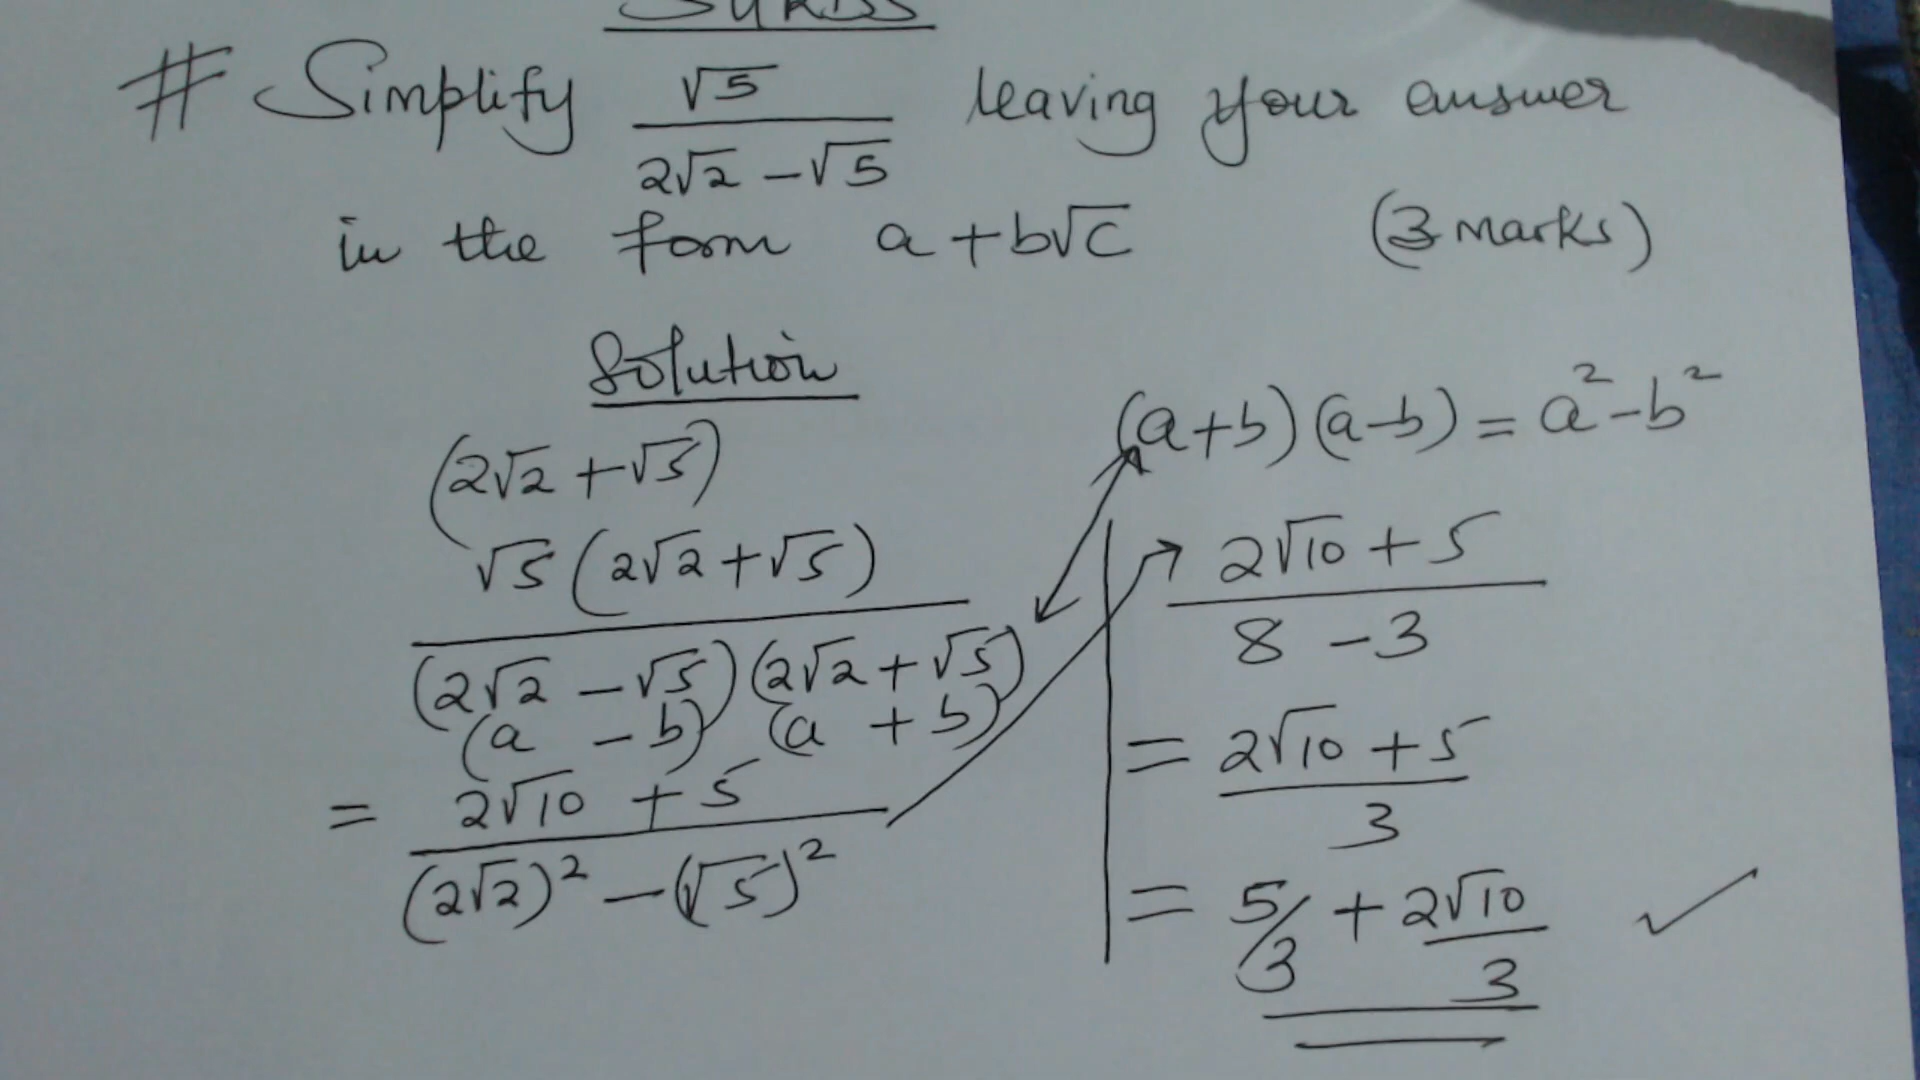 SURDS
# Simplify √5 / (2√2 - √5) leaving your answer
in the form a + b√c (3 marks)
Solution
(2√2 + √5)
√5 (2√2 + √5)
(2√2 - √5) (2√2 + √5)
(a - b) (a + b)
= 2√10 + 5
(2√2)² - (√5)²
(a+b) (a-b) = a² - b²
2√10 + 5
8 - 3
= 2√10 + 5
3
= 5/3 + 2√10 / 3 ✓